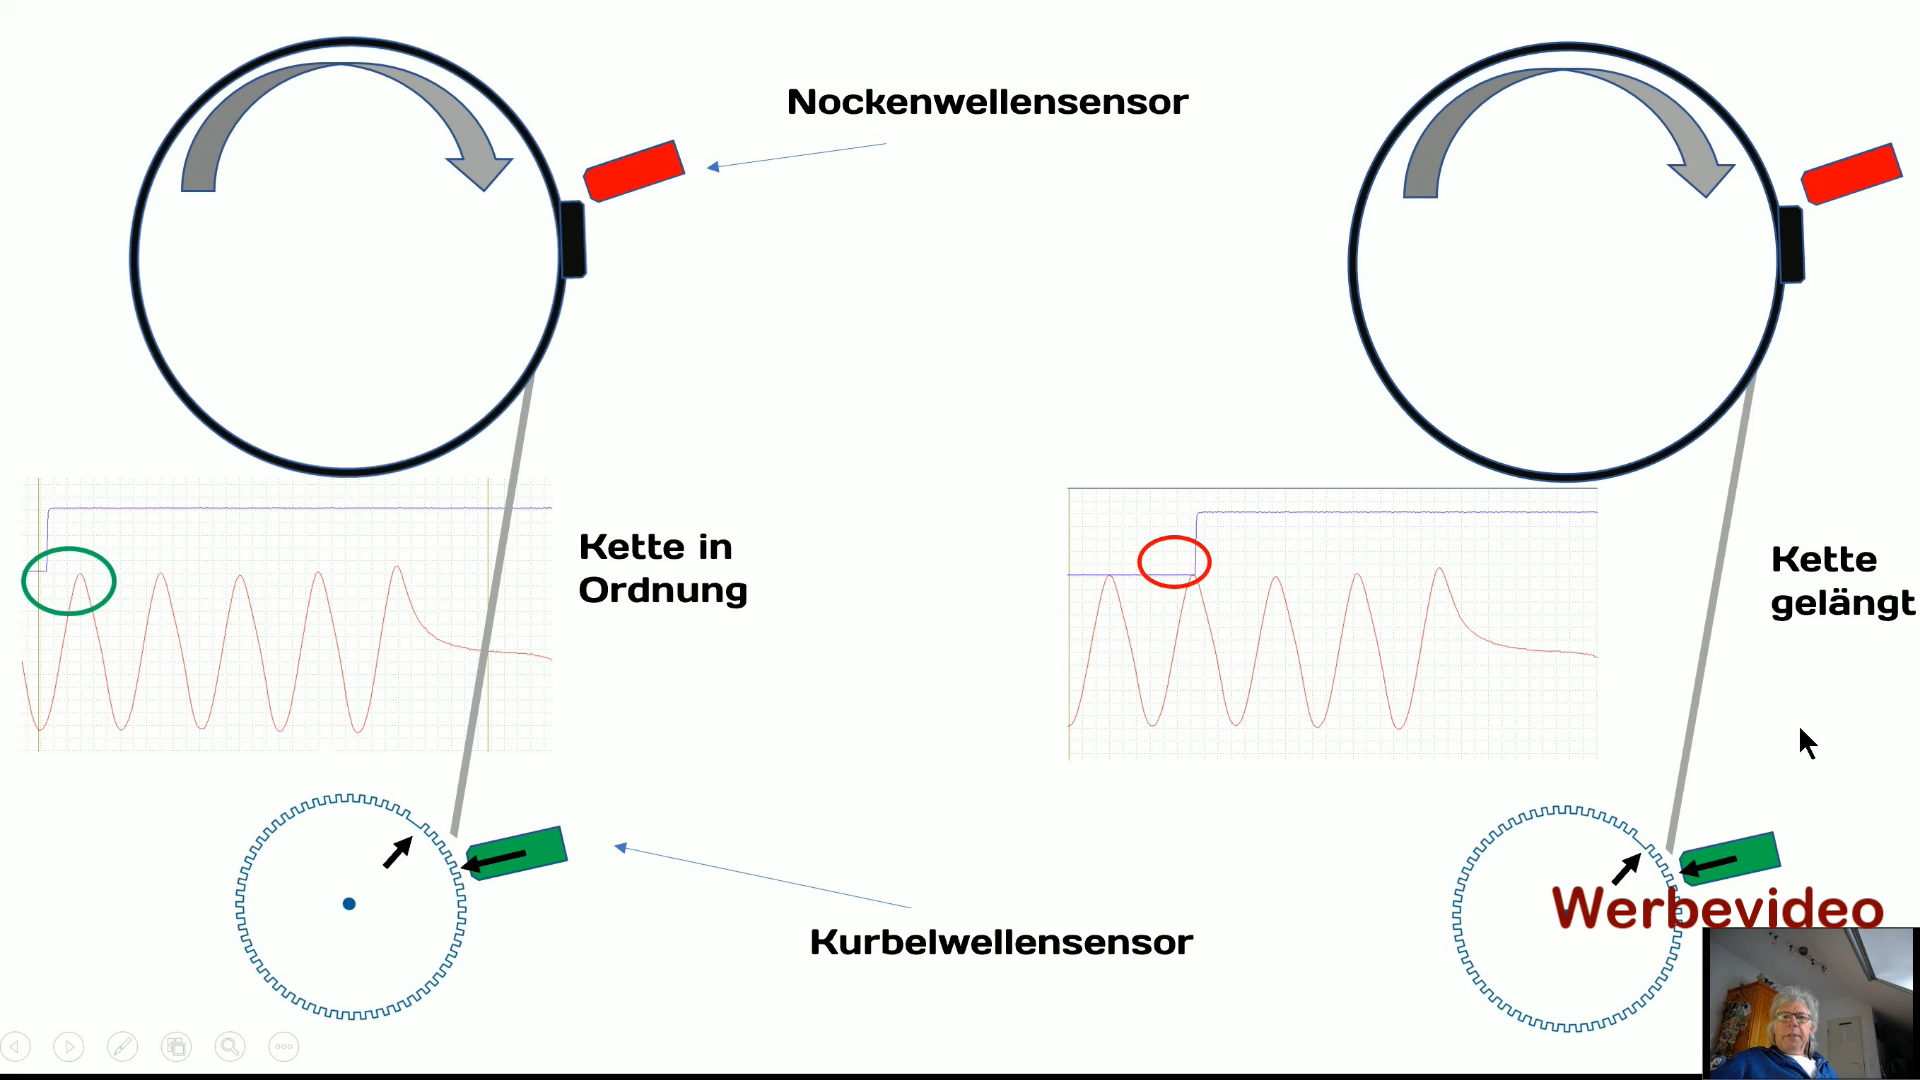 Nockenwellensensor
Kette in
Ordnung
Kette
gelängt
Werbevideo
Kurbelwellensensor